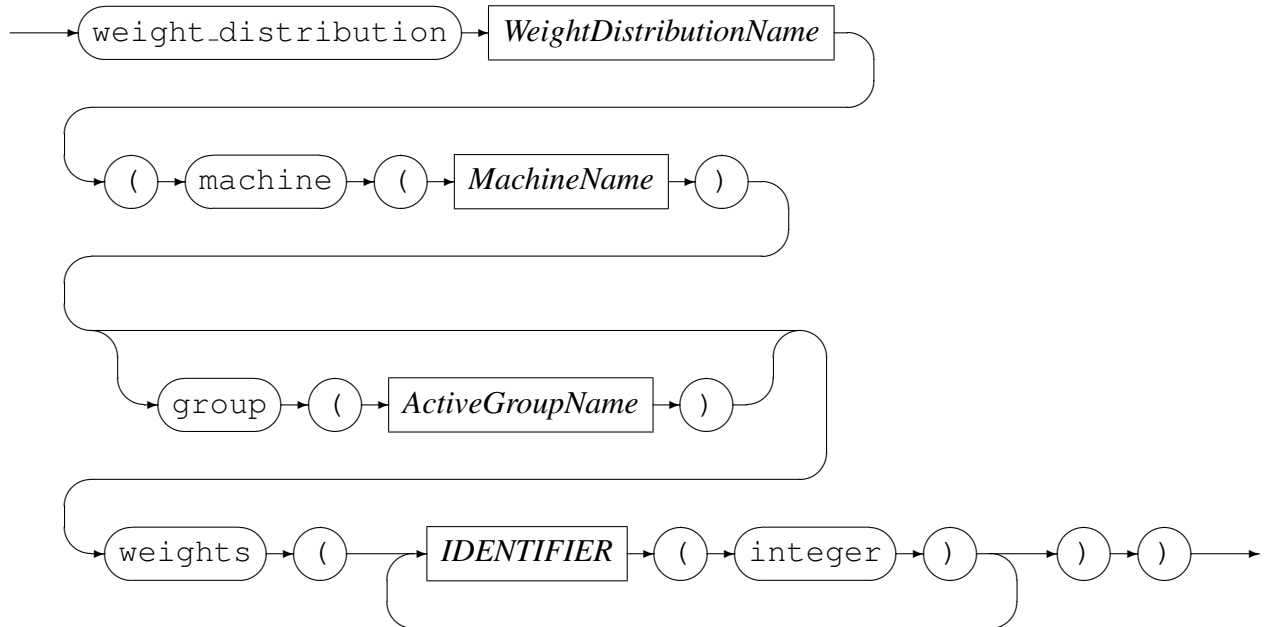 weight_distribution WeightDistributionName
( machine ( MachineName )
group ( ActiveGroupName )
weights ( IDENTIFIER ( integer ) ) )